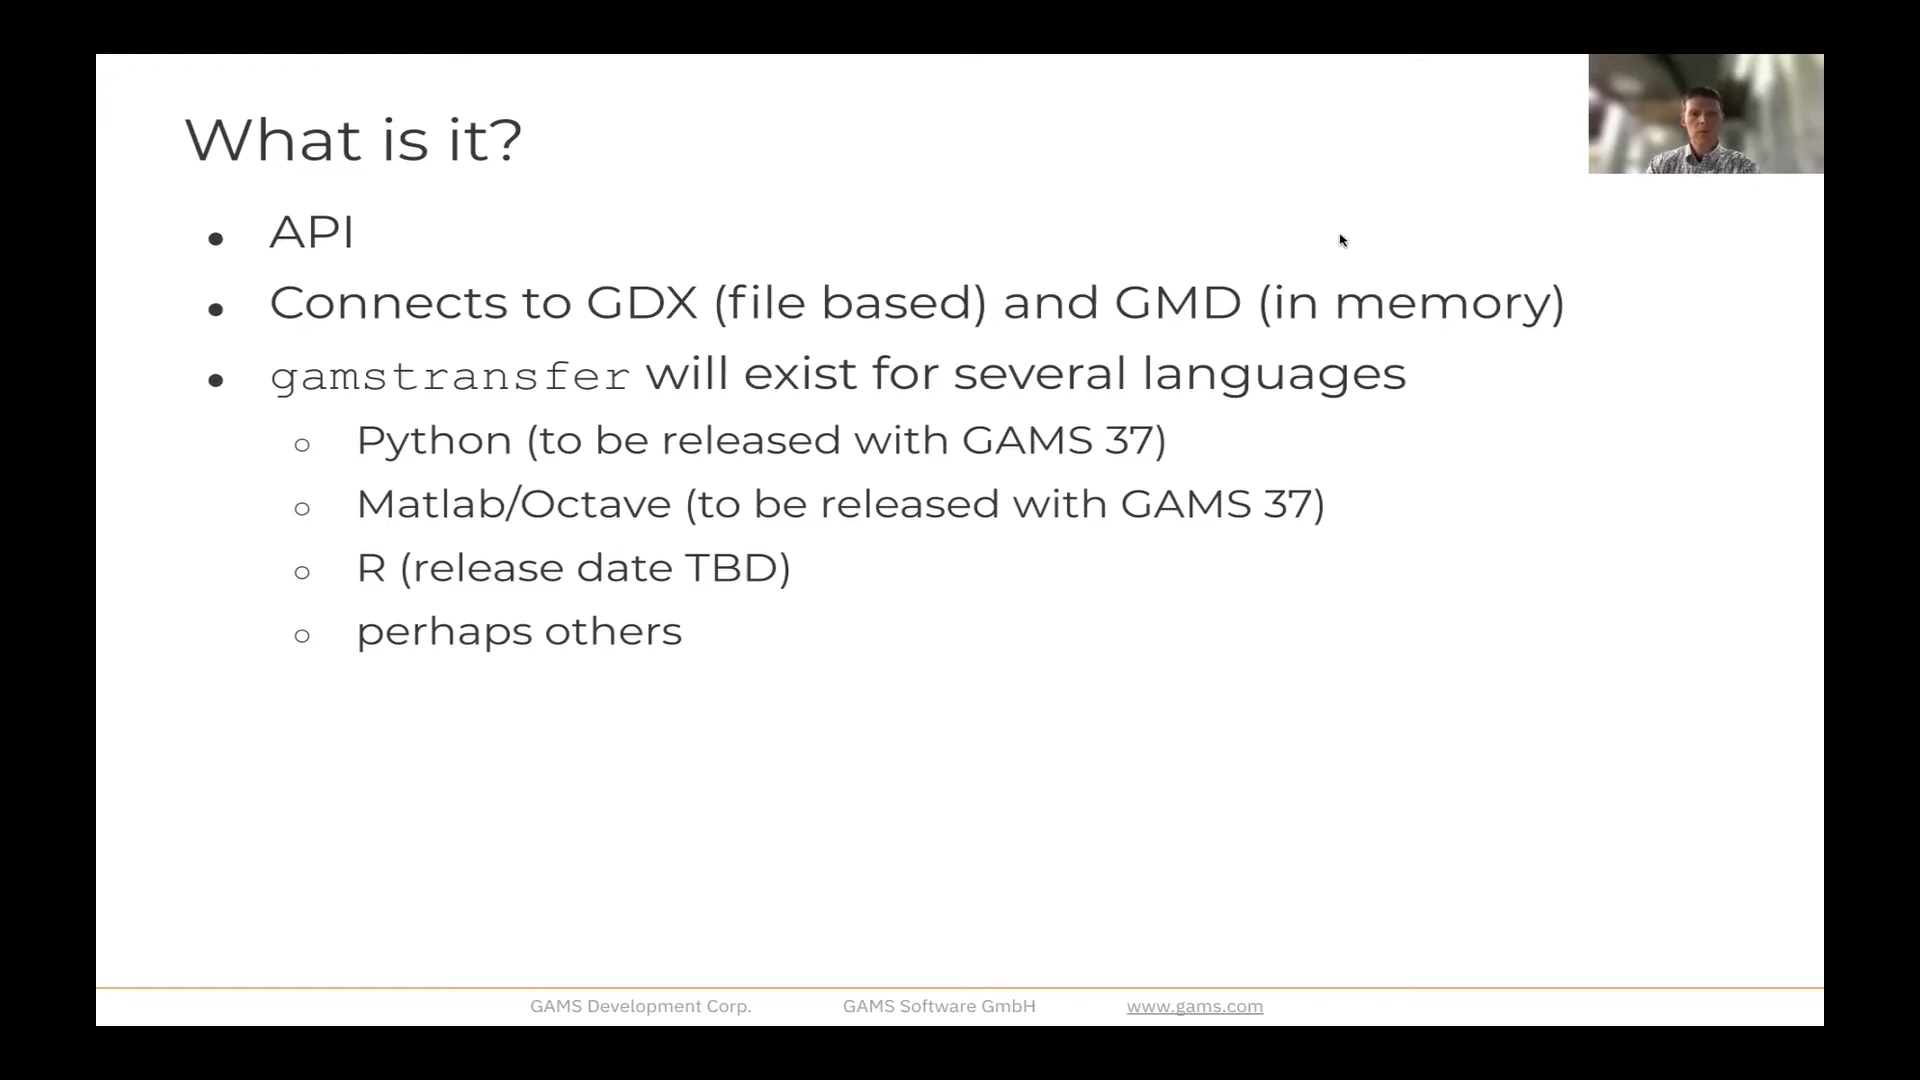 What is it?
API
Connects to GDX (file based) and GMD (in memory)
gamstransfer will exist for several languages
Python (to be released with GAMS 37)
Matlab/Octave (to be released with GAMS 37)
R (release date TBD)
perhaps others
GAMS Development Corp. GAMS Software GmbH www.gams.com